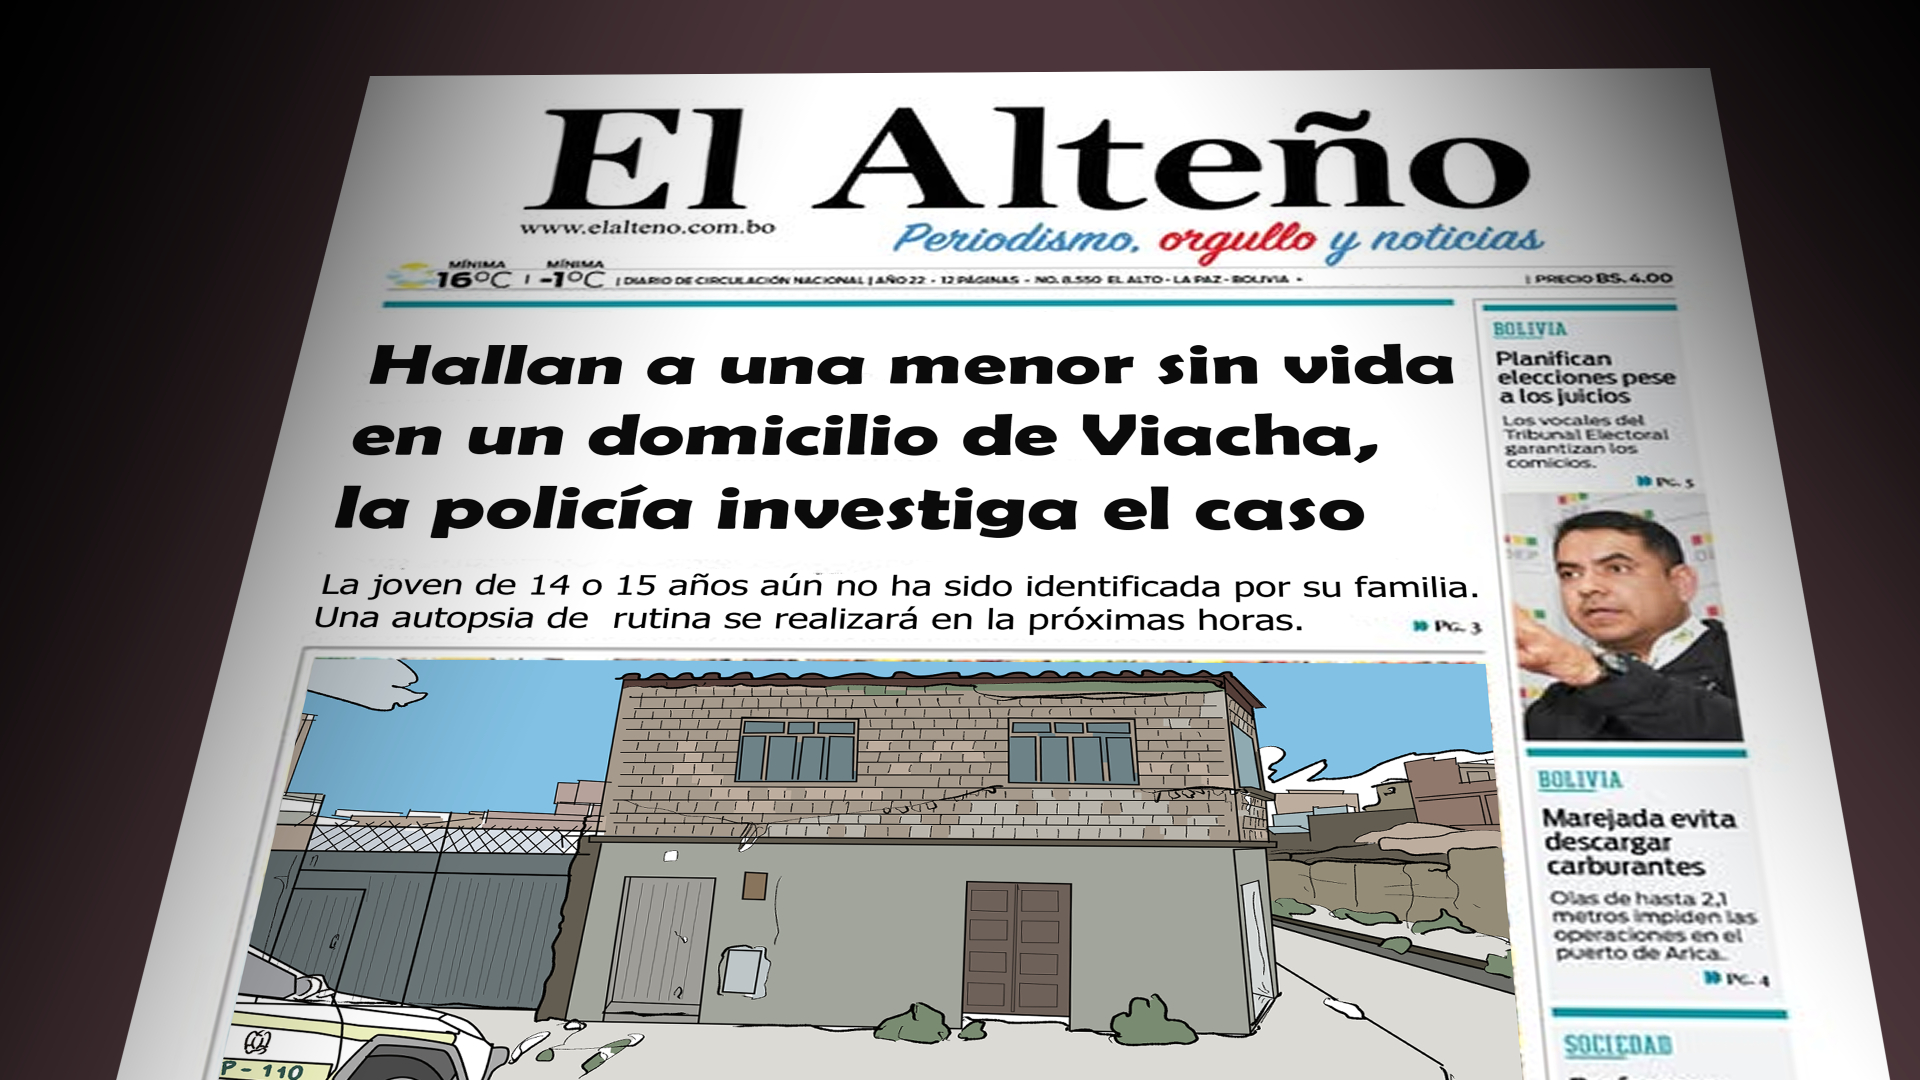 El Alteño
www.elalteno.com.bo
Periodismo, orgullo y noticias
MÍNIMA
16°C
MÍNIMA
-1°C
| DIARIO DE CIRCULACIÓN NACIONAL | AÑO 22 - 12 PÁGINAS - NO. 8.550 EL ALTO - LA PAZ - BOLIVIA -
| PRECIO BS. 4.00
Hallan a una menor sin vida
en un domicilio de Viacha,
la policía investiga el caso
La joven de 14 o 15 años aún no ha sido identificada por su familia.
Una autopsia de rutina se realizará en la próximas horas.
PG. 3
BOLIVIA
Planifican
elecciones pese
a los juicios
Los vocales del
Tribunal Electoral
garantizan los
comicios.
PG. 5
BOLIVIA
Marejada evita
descargar
carburantes
Olas de hasta 2,1
metros impiden las
operaciones en el
puerto de Arica.
PG. 4
SOCIEDAD
P - 110